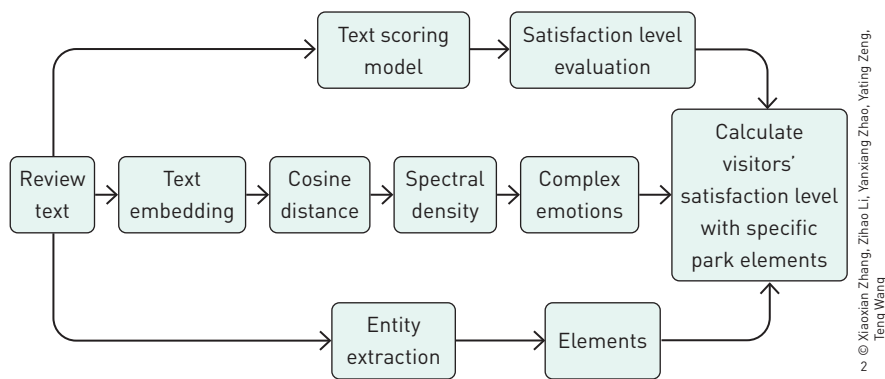 Text scoring
model
Satisfaction level
evaluation
Review
text
Text
embedding
Cosine
distance
Spectral
density
Complex
emotions
Calculate
visitors’
satisfaction level
with specific
park elements
Entity
extraction
Elements
© Xiaoxian Zhang, Zihao Li, Yanxiang Zhao, Yating Zeng,
Teng Wang
2